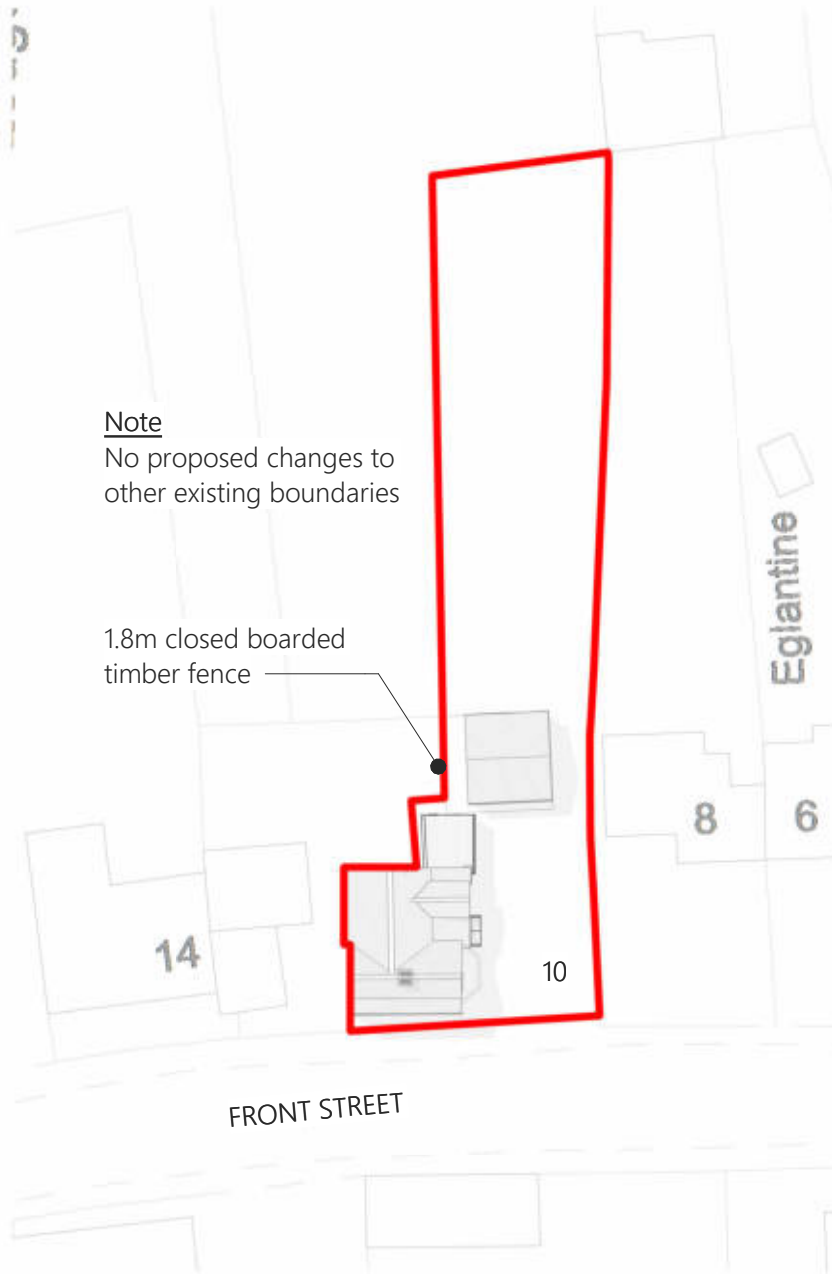 Note
No proposed changes to
other existing boundaries
1.8m closed boarded
timber fence
Eglantine
8
6
14
10
FRONT STREET